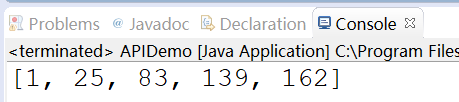 Problems @ Javadoc Declaration Console
<terminated> APIDemo [Java Application] C:\Program Files
[1, 25, 83, 139, 162]